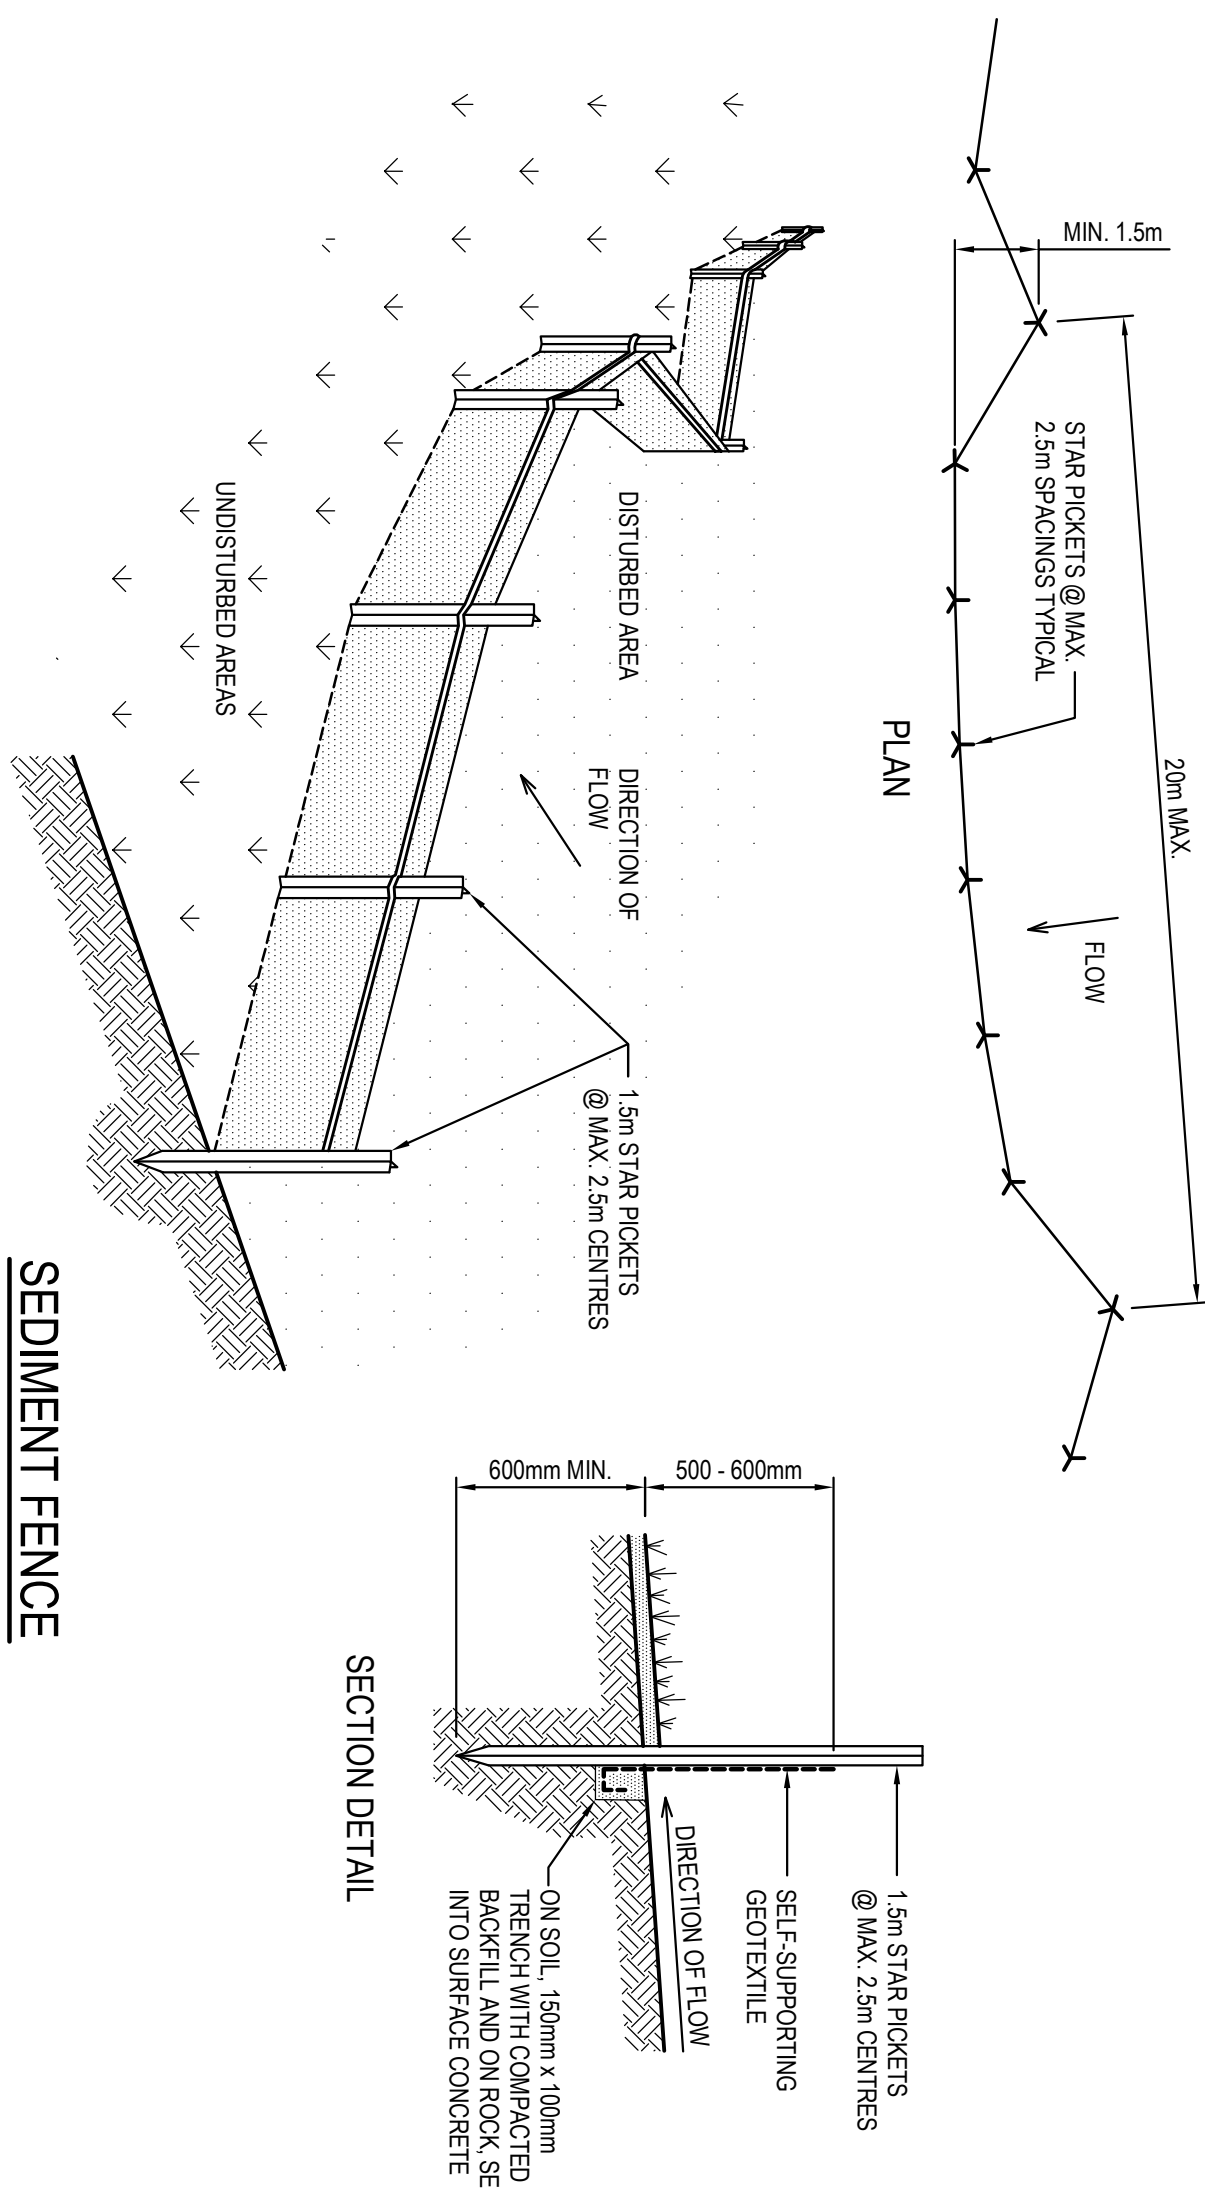 MIN. 1.5m
20m MAX.
STAR PICKETS @ MAX.
2.5m SPACINGS TYPICAL
FLOW
PLAN
DISTURBED AREA
DIRECTION OF
FLOW
UNDISTURBED AREAS
1.5m STAR PICKETS
@ MAX. 2.5m CENTRES
600mm MIN.
500 - 600mm
1.5m STAR PICKETS
@ MAX. 2.5m CENTRES
SELF-SUPPORTING
GEOTEXTILE
DIRECTION OF FLOW
ON SOIL, 150mm x 100mm
TRENCH WITH COMPACTED
BACKFILL AND ON ROCK, SE
INTO SURFACE CONCRETE
SECTION DETAIL
SEDIMENT FENCE